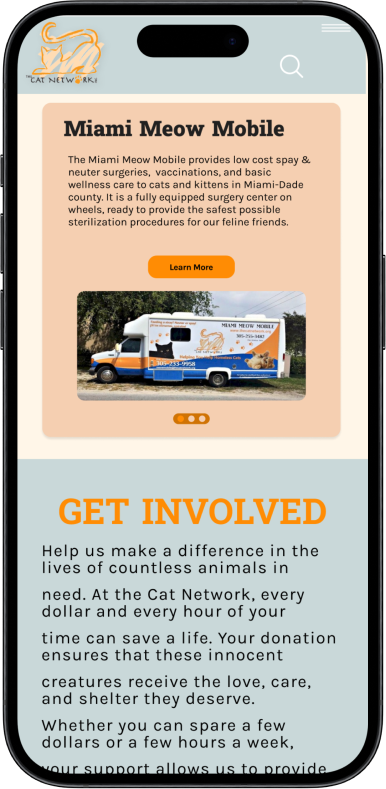 THE CAT NETWORK
Miami Meow Mobile
The Miami Meow Mobile provides low cost spay &
neuter surgeries, vaccinations, and basic
wellness care to cats and kittens in Miami-Dade
county. It is a fully equipped surgery center on
wheels, ready to provide the safest possible
sterilization procedures for our feline friends.
Learn More
MIAMI MEOW MOBILE
305-255-3482
305-233-9958
GET INVOLVED
Help us make a difference in the
lives of countless animals in
need. At the Cat Network, every
dollar and every hour of your
time can save a life. Your donation
ensures that these innocent
creatures receive the love, care,
and shelter they deserve.
Whether you can spare a few
dollars or a few hours a week,
your support allows us to provide